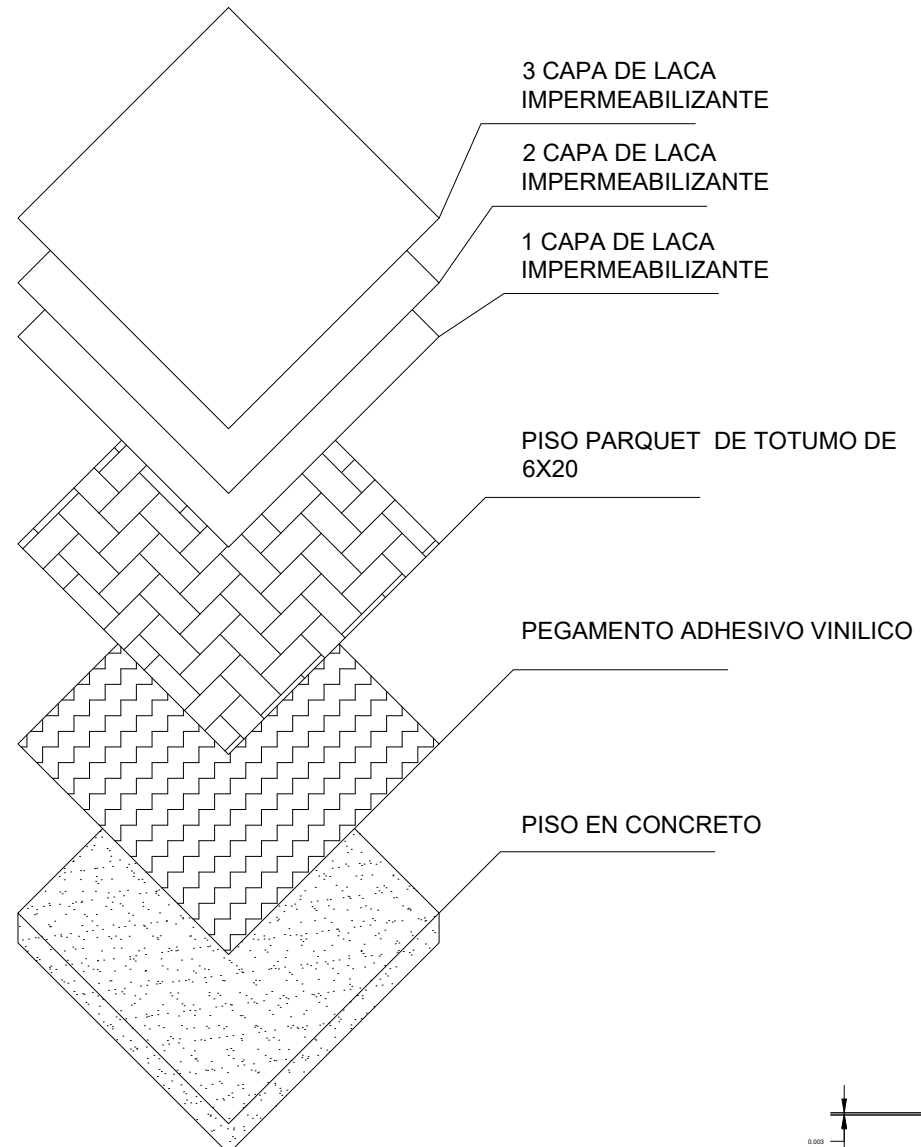 3 CAPA DE LACA
IMPERMEABILIZANTE
2 CAPA DE LACA
IMPERMEABILIZANTE
1 CAPA DE LACA
IMPERMEABILIZANTE
PISO PARQUET DE TOTUMO DE
6X20
PEGAMENTO ADHESIVO VINILICO
PISO EN CONCRETO
0.003